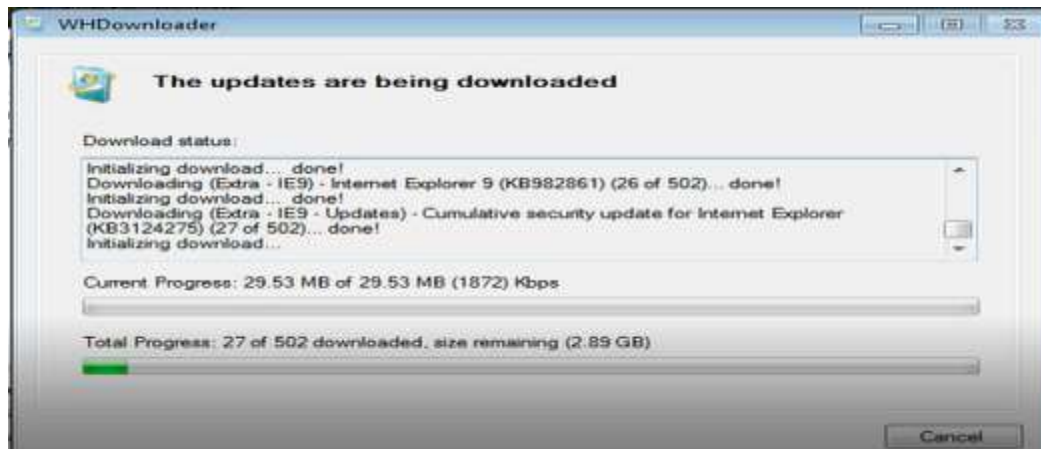 WHDownloader
The updates are being downloaded
Download status:
Initializing download... done!
Downloading (Extra - IE9) - Internet Explorer 9 (KB982861) (26 of 502)... done!
Initializing download... done!
Downloading (Extra - IE9 - Updates) - Cumulative security update for Internet Explorer
(KB3124275) (27 of 502)... done!
Initializing download...
Current Progress: 29.53 MB of 29.53 MB (1872) Kbps
Total Progress: 27 of 502 downloaded, size remaining (2.89 GB)
Cancel